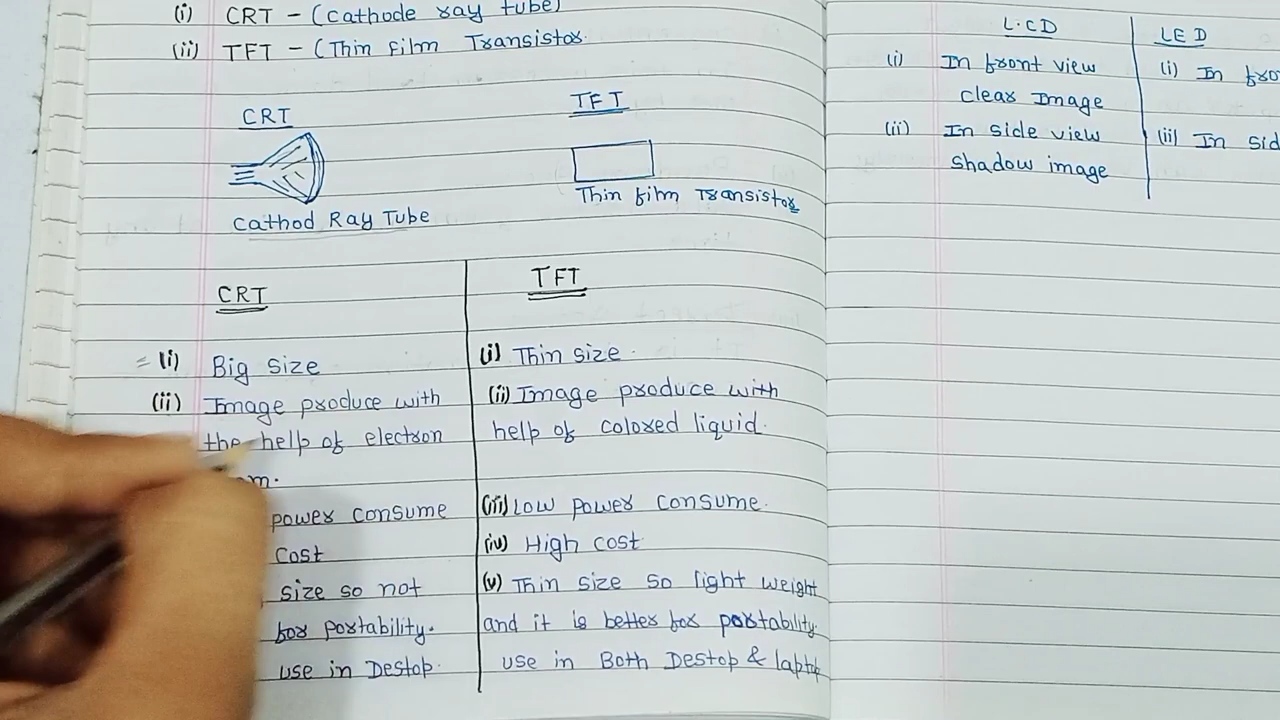 (i) CRT - (Cathode ray tube)
(ii) TFT - (Thin film Transistor
CRT
TFT
Cathod Ray Tube
Thin film Transistor
CRT
TFT
(i) Big size
(i) Thin size.
(ii) Image produce with
the help of electron
(ii) Image produce with
help of colored liquid.
power consume
(iii) Low power consume.
cost
(iv) High cost
size so not
for portability.
use in Destop.
(v) Thin size so light weight
and it is better for portability.
use in Both Destop & laptop
L.CD
LED
(i) In front view
clear Image
(i) In
(ii) In side view
shadow image
(ii) In